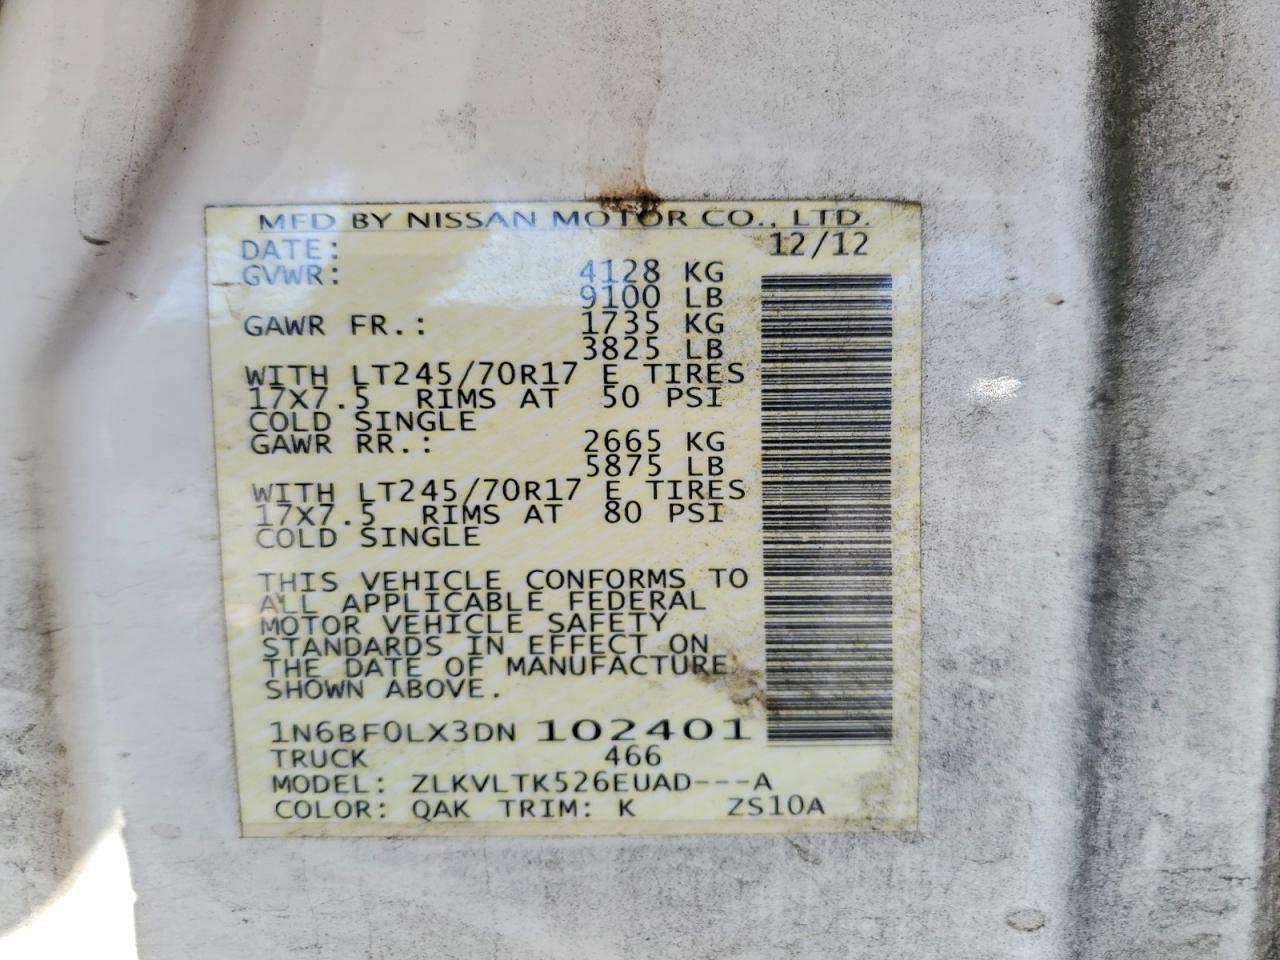 MFD BY NISSAN MOTOR CO., LTD.
DATE: 12/12
GVWR: 4128 KG
9100 LB
GAWR FR.: 1735 KG
3825 LB
WITH LT245/70R17 E TIRES
17X7.5 RIMS AT 50 PSI
COLD SINGLE
GAWR RR.: 2665 KG
5875 LB
WITH LT245/70R17 E TIRES
17X7.5 RIMS AT 80 PSI
COLD SINGLE
THIS VEHICLE CONFORMS TO
ALL APPLICABLE FEDERAL
MOTOR VEHICLE SAFETY
STANDARDS IN EFFECT ON
THE DATE OF MANUFACTURE
SHOWN ABOVE.
1N6BF0LX3DN 102401
TRUCK 466
MODEL: ZLKVLTK526EUAD---A
COLOR: QAK TRIM: K ZS10A